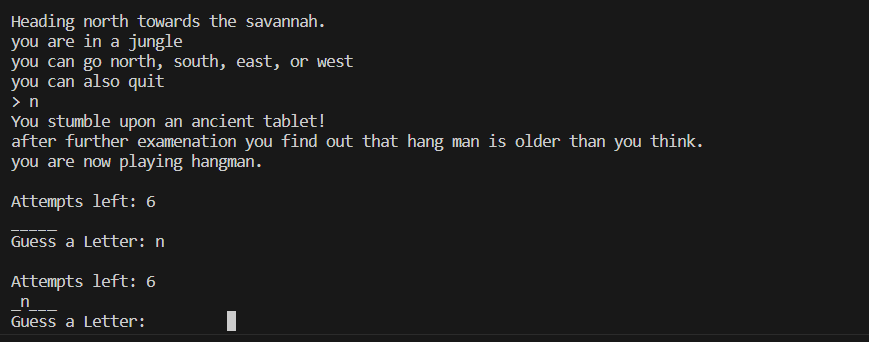 Heading north towards the savannah.
you are in a jungle
you can go north, south, east, or west
you can also quit
> n
You stumble upon an ancient tablet!
after further examenation you find out that hang man is older than you think.
you are now playing hangman.
Attempts left: 6
_____
Guess a Letter: n
Attempts left: 6
_n___
Guess a Letter: